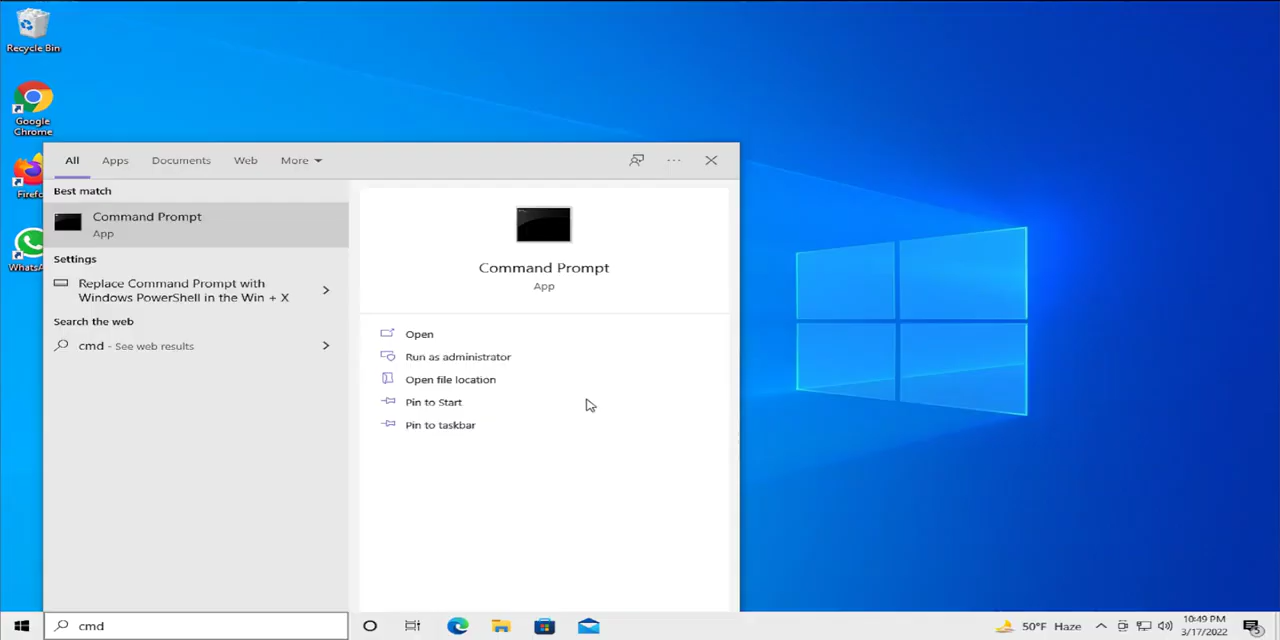 Recycle Bin
Google
Chrome
Firefo
WhatsA
All Apps Documents Web More
Best match
Command Prompt
App
Settings
Replace Command Prompt with
Windows PowerShell in the Win + X
Search the web
cmd - See web results
Command Prompt
App
Open
Run as administrator
Open file location
Pin to Start
Pin to taskbar
cmd
50°F Haze
10:49 PM
3/17/2022